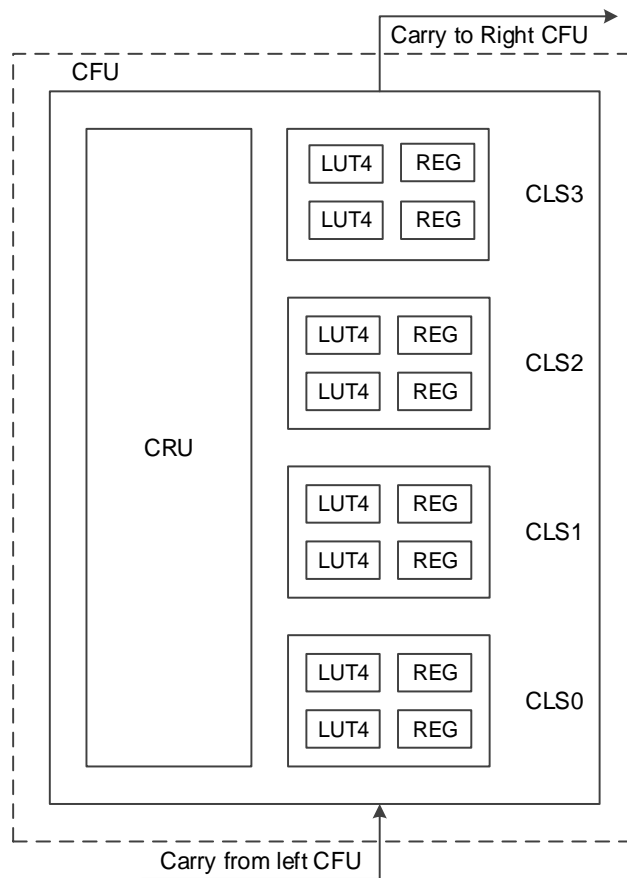 Carry to Right CFU
CFU
LUT4 REG
LUT4 REG
CLS3
LUT4 REG
LUT4 REG
CLS2
CRU
LUT4 REG
LUT4 REG
CLS1
LUT4 REG
LUT4 REG
CLS0
Carry from left CFU